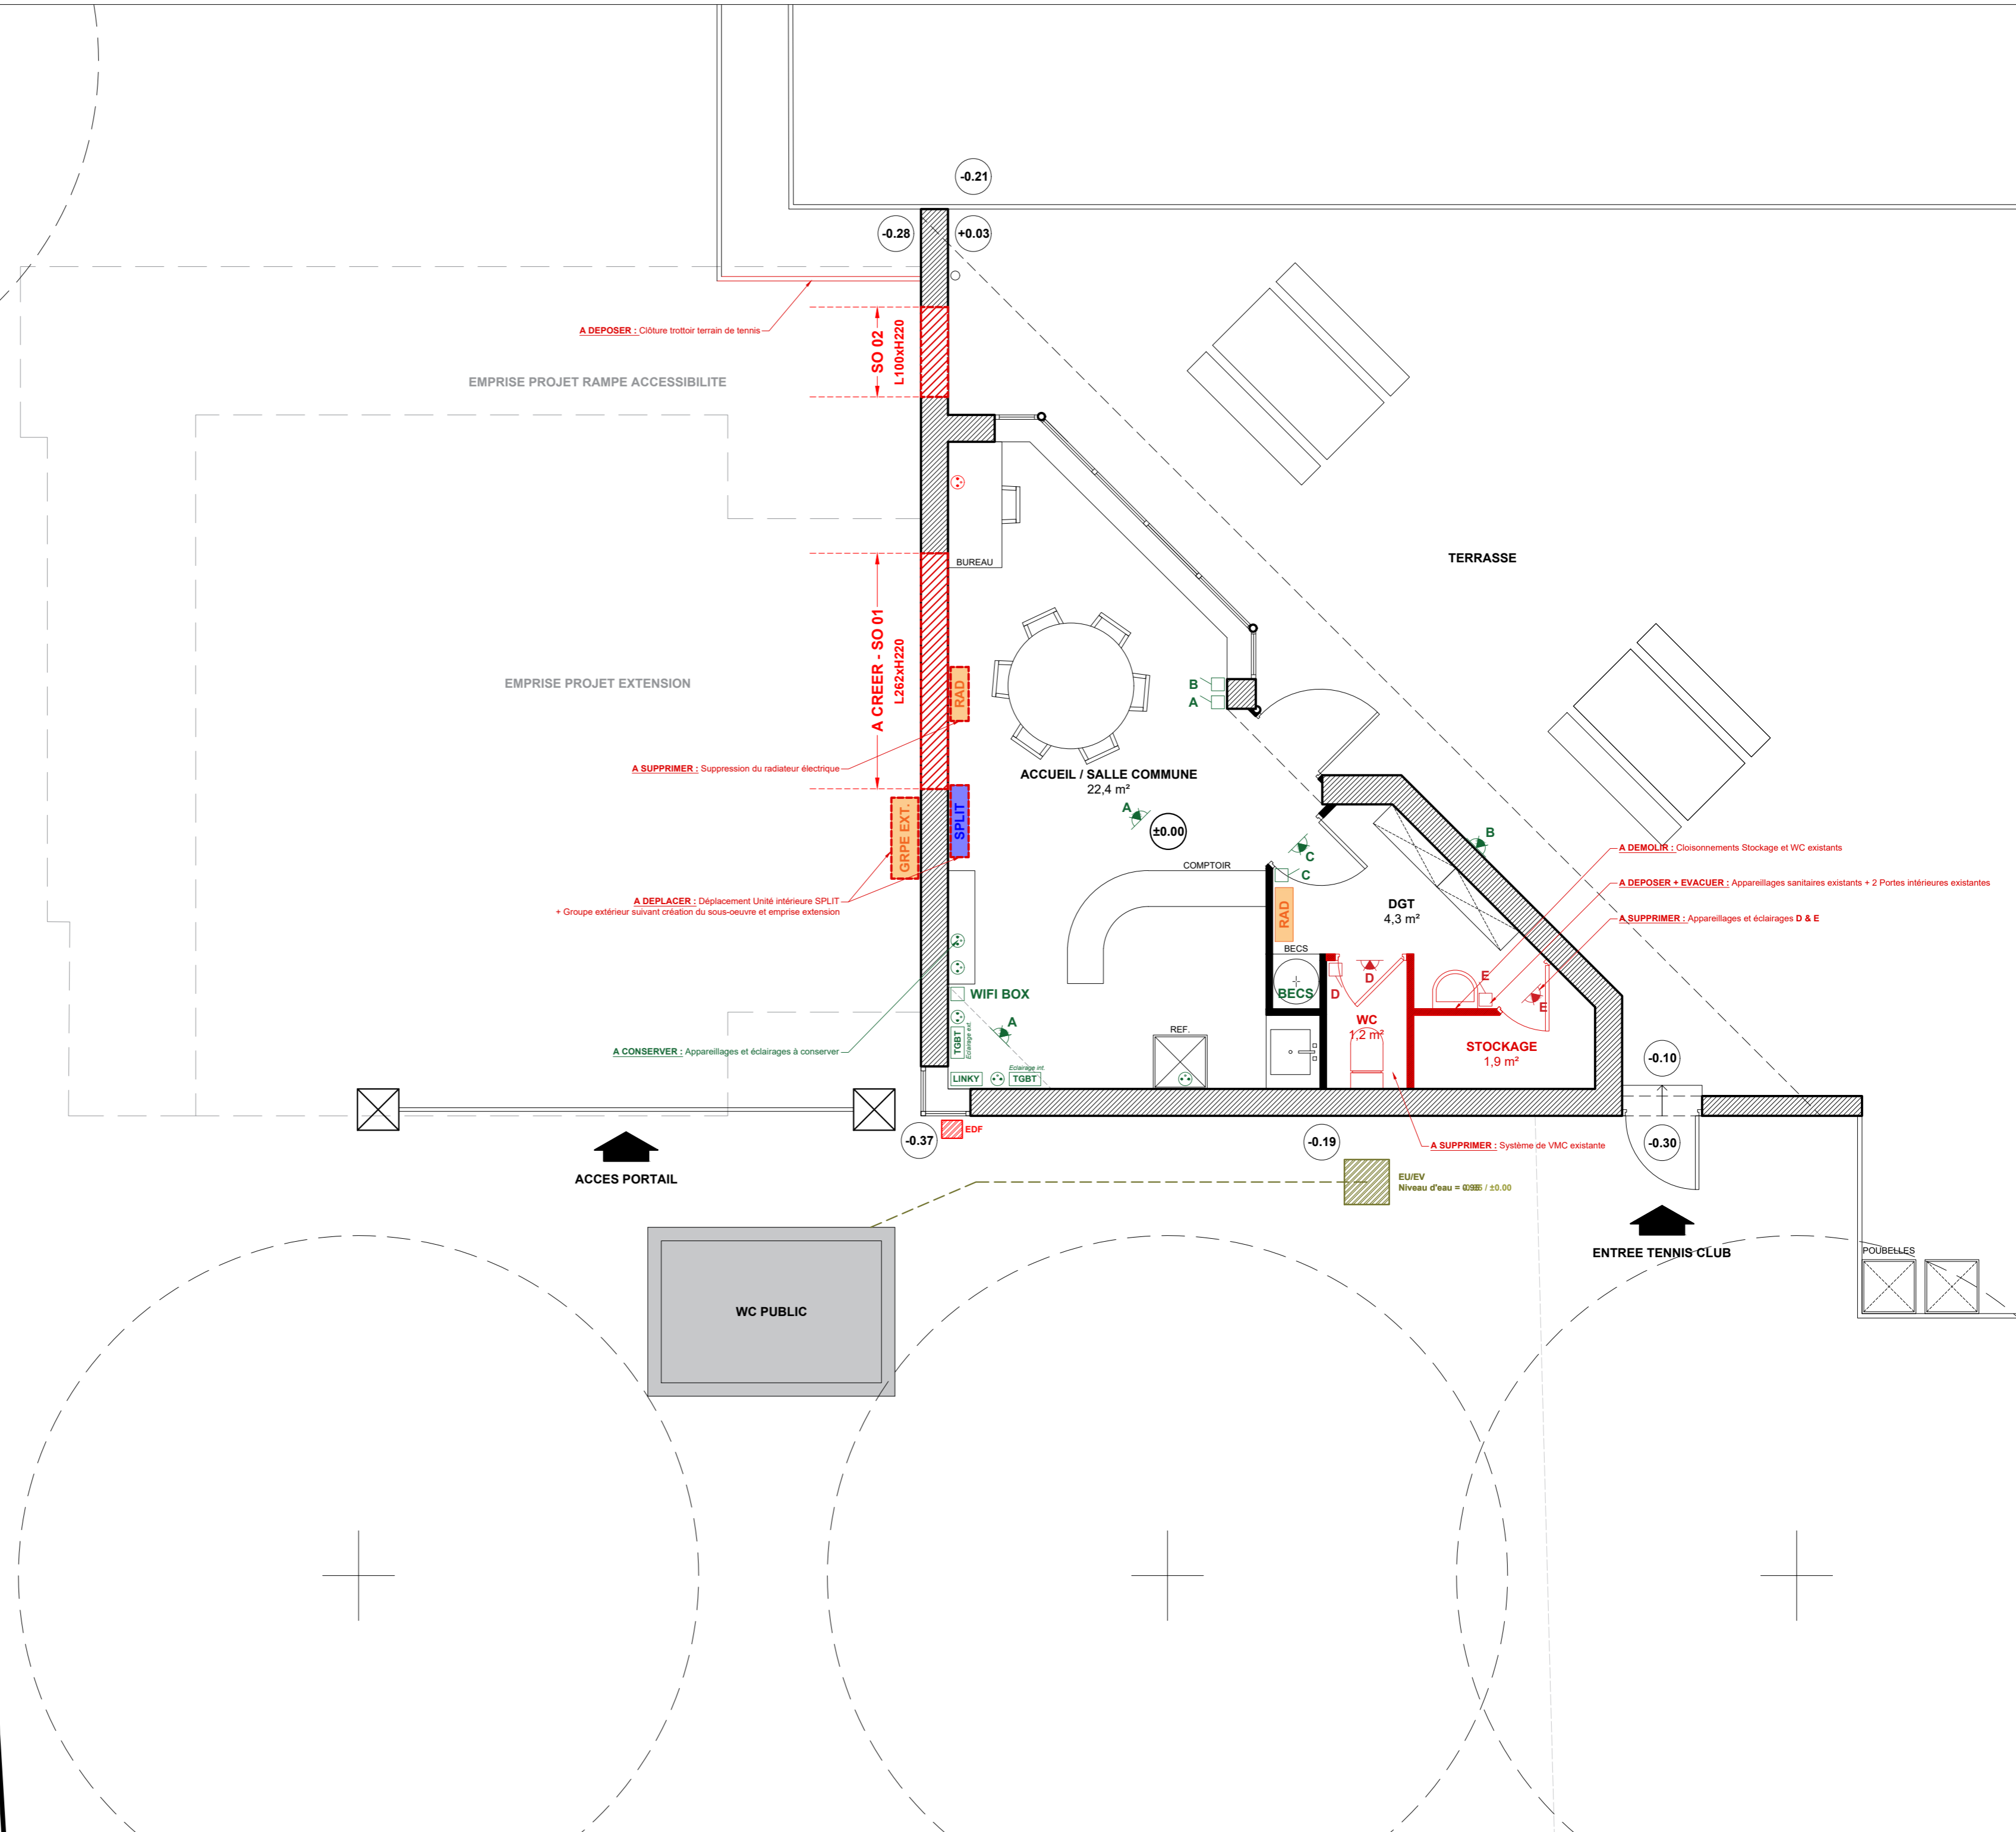 -0.21
-0.28
+0.03
A DEPOSER : Clôture trottoir terrain de tennis
SO 02
L100xH220
EMPRISE PROJET RAMPE ACCESSIBILITE
TERRASSE
BUREAU
A CREER - SO 01
L262xH220
EMPRISE PROJET EXTENSION
RAD
B
A
A SUPPRIMER : Suppression du radiateur électrique
ACCUEIL / SALLE COMMUNE
22,4 m²
A
±0.00
SPLIT
GRPE EXT.
B
C
C
COMPTOIR
A DEMOLIR : Cloisonnements Stockage et WC existants
A DEPOSER + EVACUER : Appareillages sanitaires existants + 2 Portes intérieures existantes
A DEPLACER : Déplacement Unité intérieure SPLIT
+ Groupe extérieur suivant création du sous-oeuvre et emprise extension
DGT
4,3 m²
RAD
A SUPPRIMER : Appareillages et éclairages D & E
BECS
BECS
D
D
E
E
WIFI BOX
A
WC
1,2 m²
STOCKAGE
1,9 m²
REF.
TGBT
Eclairage ext.
A CONSERVER : Appareillages et éclairages à conserver
Eclairage int.
LINKY
TGBT
-0.10
-0.37
EDF
-0.19
-0.30
A SUPPRIMER : Système de VMC existante
ACCES PORTAIL
EU/EV
Niveau d'eau = / ±0.00
ENTREE TENNIS CLUB
POUBELLES
WC PUBLIC